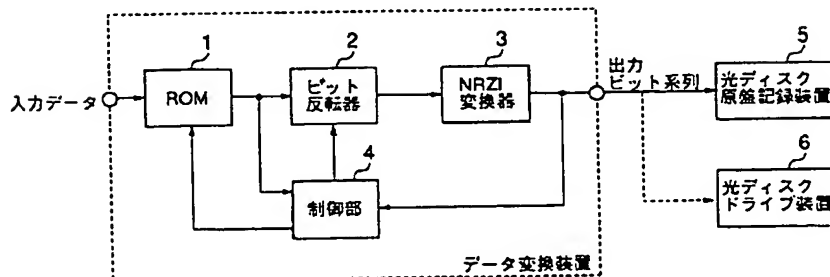 1
ROM
2
ビット
反転器
3
NRZI
変換器
4
制御部
入力データ
出力
ビット系列
5
光ディスク
原盤記録装置
6
光ディスク
ドライブ装置
データ変換装置